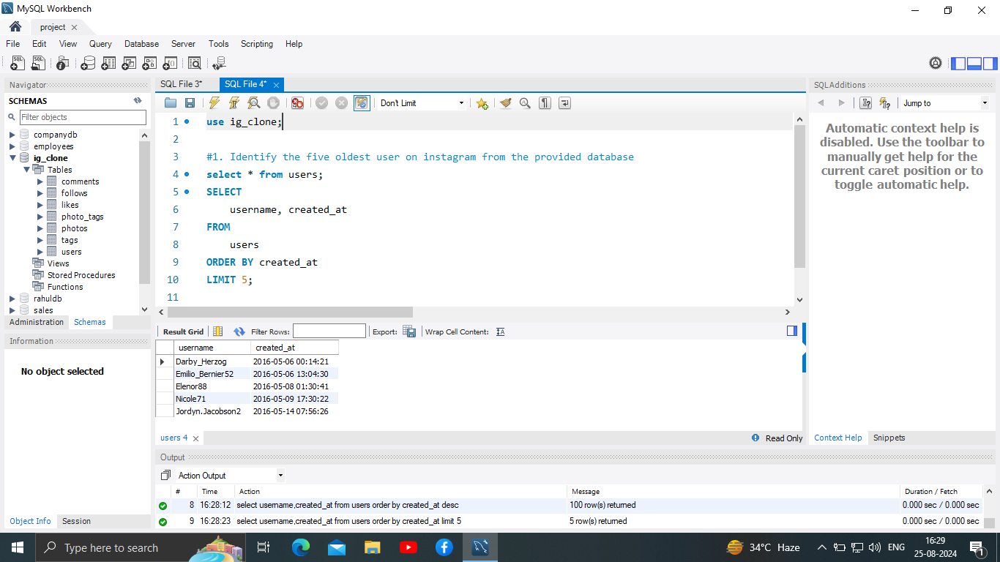 MySQL Workbench
project
File Edit View Query Database Server Tools Scripting Help
Navigator
SCHEMAS
Filter objects
companydb
employees
ig_clone
Tables
comments
follows
likes
photo_tags
photos
tags
users
Views
Stored Procedures
Functions
rahuldb
sales
Administration Schemas
Information
No object selected
Object Info Session
SQL File 3* SQL File 4*
Don't Limit
1 use ig_clone;
2
3 #1. Identify the five oldest user on instagram from the provided database
4 select * from users;
5 SELECT
6 username, created_at
7 FROM
8 users
9 ORDER BY created_at
10 LIMIT 5;
11
Result Grid Filter Rows: Export: Wrap Cell Content:
username created_at
Darby_Herzog 2016-05-06 00:14:21
Emilio_Bernier52 2016-05-06 13:04:30
Elenor88 2016-05-08 01:30:41
Nicole71 2016-05-09 17:30:22
Jordyn.Jacobson2 2016-05-14 07:56:26
users 4 Read Only
SQLAdditions
Jump to
Automatic context help is
disabled. Use the toolbar to
manually get help for the
current caret position or to
toggle automatic help.
Context Help Snippets
Output
Action Output
# Time Action Message Duration / Fetch
8 16:28:12 select username,created_at from users order by created_at desc 100 row(s) returned 0.000 sec / 0.000 sec
9 16:28:23 select username,created_at from users order by created_at limit 5 5 row(s) returned 0.000 sec / 0.000 sec
Type here to search
34°C Haze
ENG
16:29
25-08-2024
1